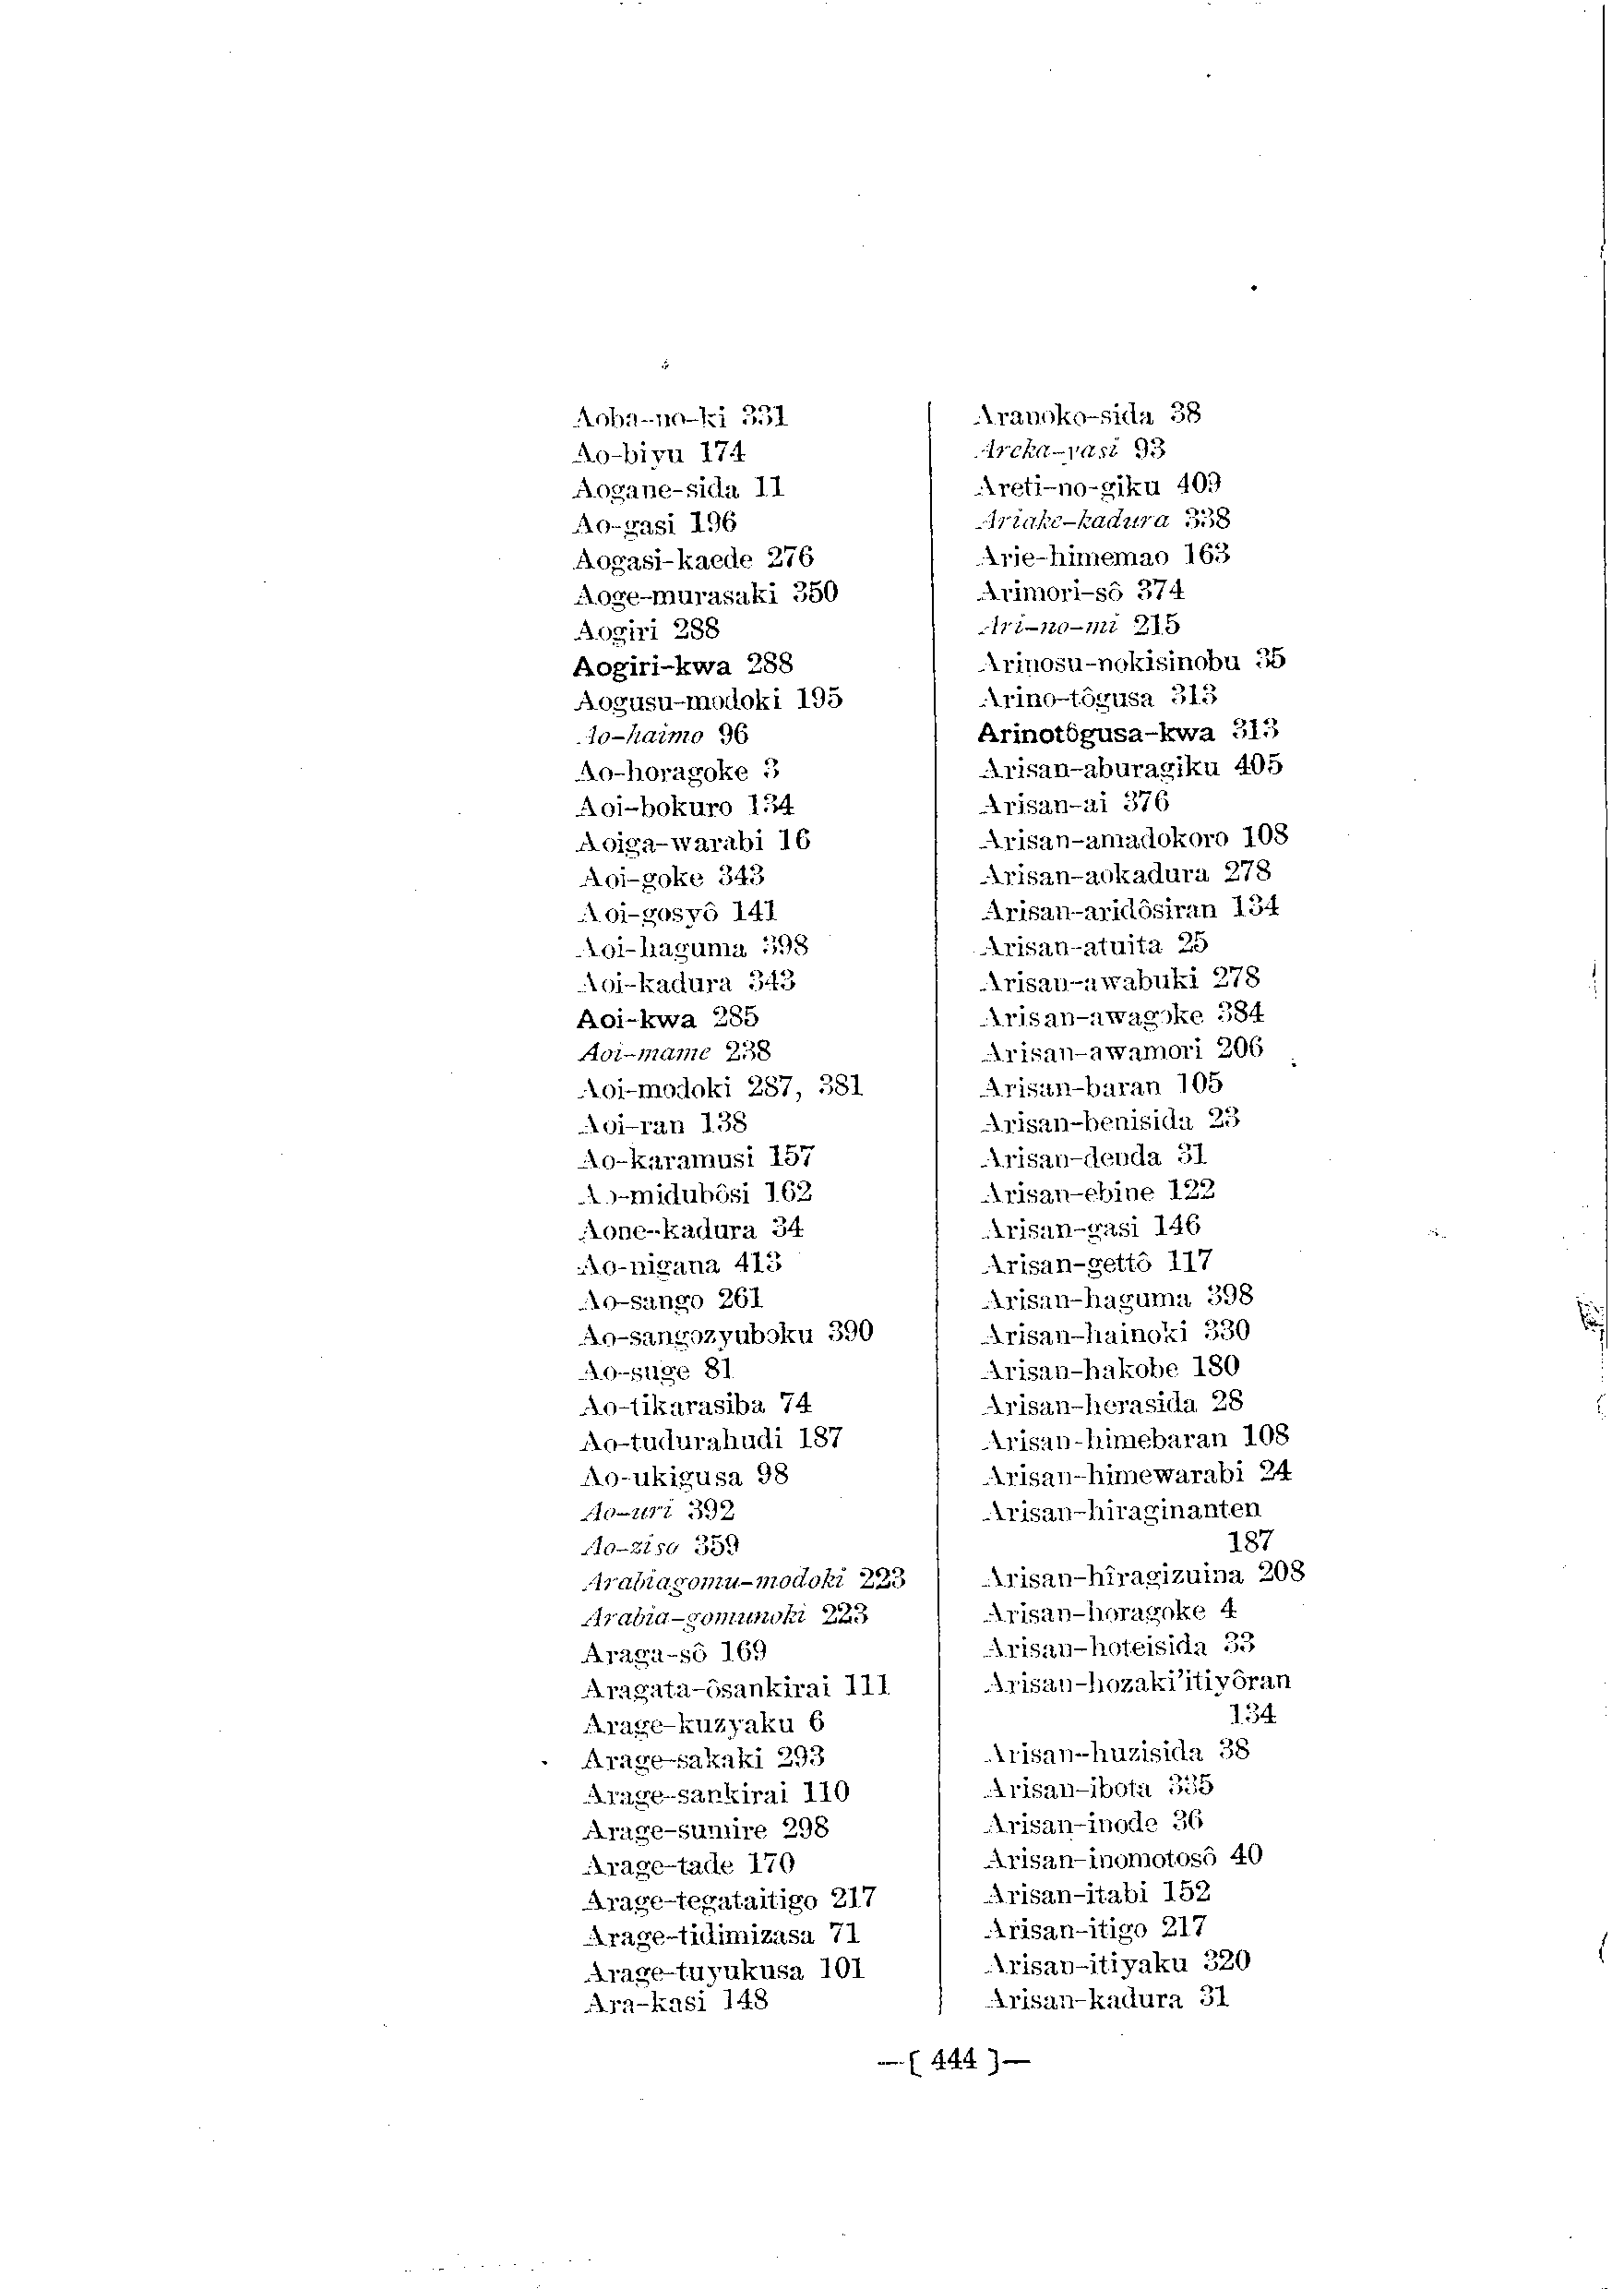 Aoba-no-ki 331
Ao-biyu 174
Aogane-sida 11
Ao-gasi 196
Aogasi-kaede 276
Aoge-murasaki 350
Aogiri 288
Aogiri-kwa 288
Aogusu-modoki 195
Ao-haimo 96
Ao-horagoke 3
Aoi-bokuro 134
Aoiga-warabi 16
Aoi-goke 343
Aoi-gosyô 141
Aoi-haguma 398
Aoi-kadura 343
Aoi-kwa 285
Aoi-mame 238
Aoi-modoki 287, 381
Aoi-ran 138
Ao-karamusi 157
Ao-midubôsi 162
Aone-kadura 34
Ao-nigana 413
Ao-sango 261
Ao-sangozyuboku 390
Ao-suge 81
Ao-tikarasiba 74
Ao-tudurahudi 187
Ao-ukigusa 98
Ao-uri 392
Ao-ziso 359
Arabiagomu-modoki 223
Arabia-gomunoki 223
Araga-sô 169
Aragata-ôsankirai 111
Arage-kuzyaku 6
Arage-sakaki 293
Arage-sankirai 110
Arage-sumire 298
Arage-tade 170
Arage-tegataitigo 217
Arage-tidimizasa 71
Arage-tuyukusa 101
Ara-kasi 148
Aranoko-sida 38
Areka-yasi 93
Areti-no-giku 409
Ariake-kadura 338
Arie-himemao 163
Arimori-sô 374
Ari-no-mi 215
Arinosu-nokisinobu 35
Arino-tôgusa 313
Arinotôgusa-kwa 313
Arisan-aburagiku 405
Arisan-ai 376
Arisan-amadokoro 108
Arisan-aokadura 278
Arisan-aridôsiran 134
Arisan-atuita 25
Arisan-awabuki 278
Arisan-awagoke 384
Arisan-awamori 206
Arisan-baran 105
Arisan-benisida 23
Arisan-denda 31
Arisan-ebine 122
Arisan-gasi 146
Arisan-gettô 117
Arisan-haguma 398
Arisan-hainoki 330
Arisan-hakobe 180
Arisan-herasida 28
Arisan-himebaran 108
Arisan-himewarabi 24
Arisan-hiraginanten
187
Arisan-hîragizuina 208
Arisan-horagoke 4
Arisan-hoteisida 33
Arisan-hozaki'itiyôran
134
Arisan-huzisida 38
Arisan-ibota 335
Arisan-inode 36
Arisan-inomotosô 40
Arisan-itabi 152
Arisan-itigo 217
Arisan-itiyaku 320
Arisan-kadura 31
—( 444 )—